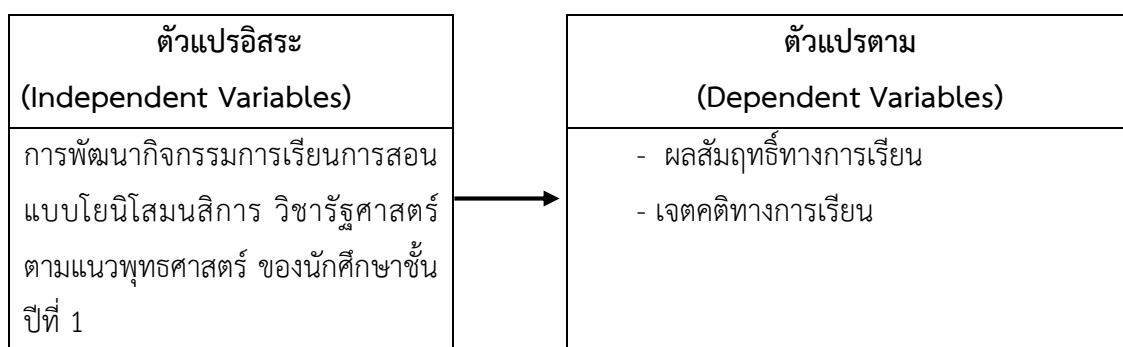 ตัวแปรอิสระ
(Independent Variables)
การพัฒนากิจกรรมการเรียนการสอน
แบบโยนิโสมนสิการ วิชารัฐศาสตร์
ตามแนวพุทธศาสตร์ ของนักศึกษาชั้น
ปีที่ 1
ตัวแปรตาม
(Dependent Variables)
- ผลสัมฤทธิ์ทางการเรียน
- เจตคติทางการเรียน